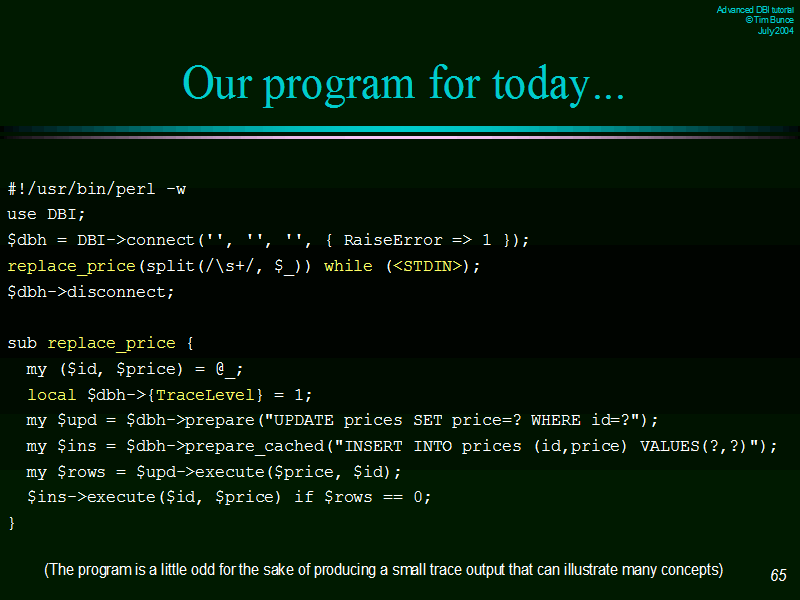 Advanced DBI tutorial
© Tim Bunce
July 2004
Our program for today...
#!/usr/bin/perl -w
use DBI;
$dbh = DBI->connect('', '', '', { RaiseError => 1 });
replace_price(split(/\s+/, $_)) while (<STDIN>);
$dbh->disconnect;
sub replace_price {
my ($id, $price) = @_;
local $dbh->{TraceLevel} = 1;
my $upd = $dbh->prepare("UPDATE prices SET price=? WHERE id=?");
my $ins = $dbh->prepare_cached("INSERT INTO prices (id,price) VALUES(?,?)");
my $rows = $upd->execute($price, $id);
$ins->execute($id, $price) if $rows == 0;
}
(The program is a little odd for the sake of producing a small trace output that can illustrate many concepts)
65